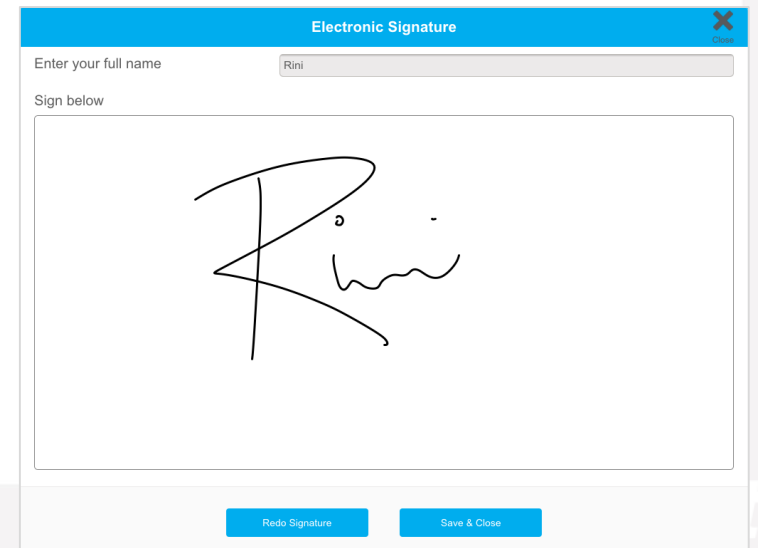 Electronic Signature
Close
Enter your full name
Rini
Sign below
Rini
Redo Signature
Save & Close